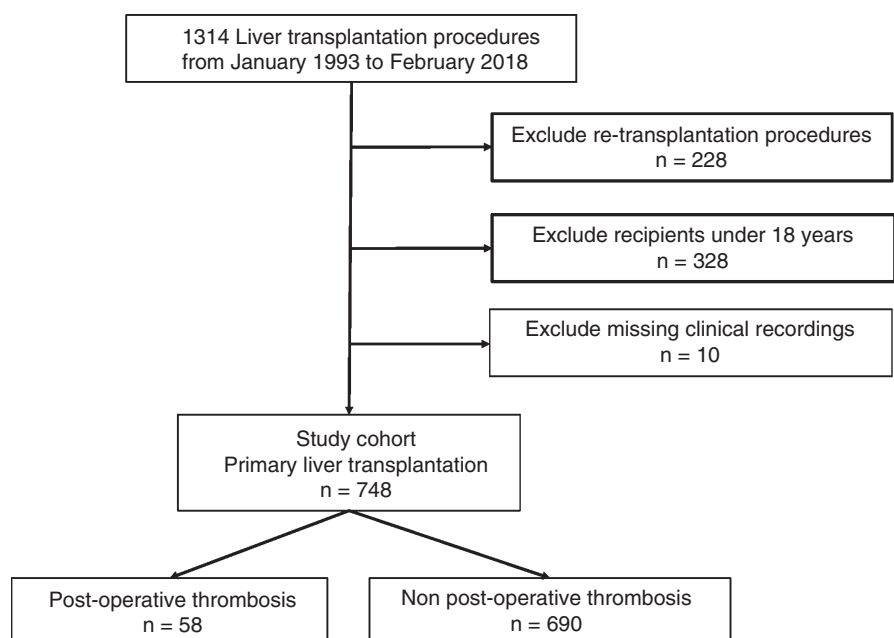 1314 Liver transplantation procedures
from January 1993 to February 2018
Exclude re-transplantation procedures
n = 228
Exclude recipients under 18 years
n = 328
Exclude missing clinical recordings
n = 10
Study cohort
Primary liver transplantation
n = 748
Post-operative thrombosis
n = 58
Non post-operative thrombosis
n = 690